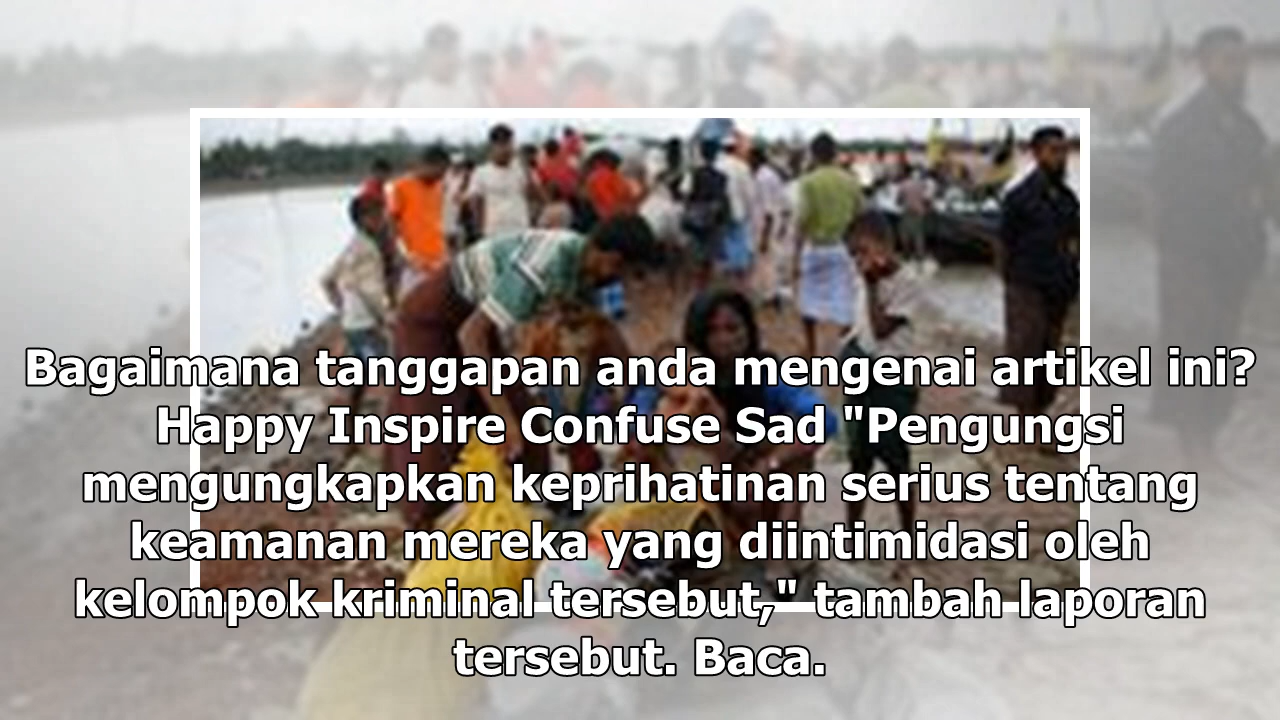 Bagaimana tanggapan anda mengenai artikel ini?
Happy Inspire Confuse Sad "Pengungsi
mengungkapkan keprihatinan serius tentang
keamanan mereka yang diintimidasi oleh
kelompok kriminal tersebut," tambah laporan
tersebut. Baca.